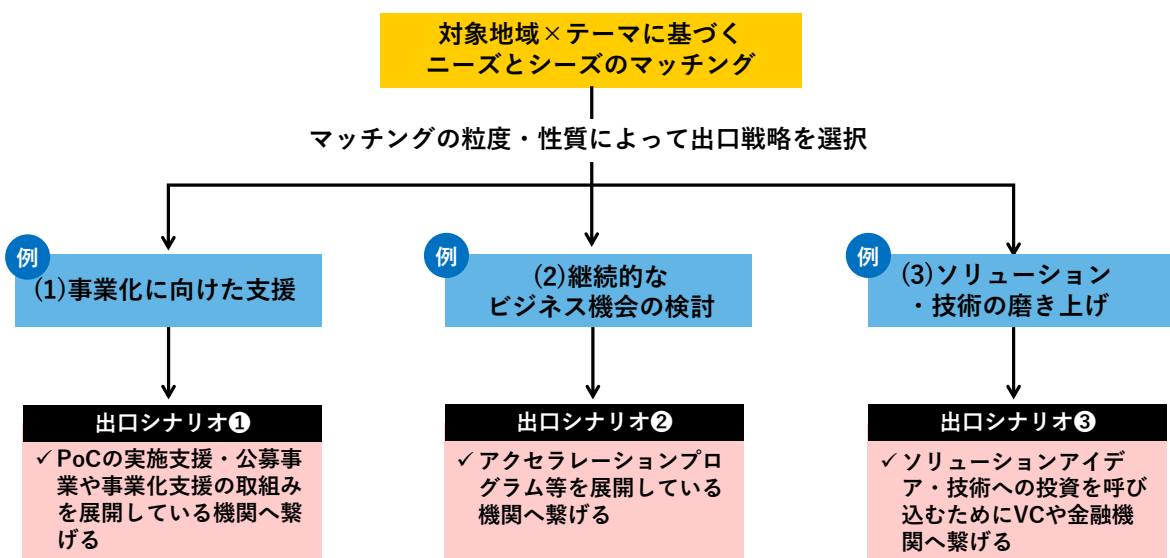 対象地域×テーマに基づく
ニーズとシーズのマッチング
マッチングの粒度・性質によって出口戦略を選択
例
(1)事業化に向けた支援
例
(2)継続的な
ビジネス機会の検討
例
(3)ソリューション
・技術の磨き上げ
出口シナリオ❶
✓PoCの実施支援・公募事
業や事業化支援の取組み
を展開している機関へ繋
げる
出口シナリオ❷
✓アクセラレーションプロ
グラム等を展開している
機関へ繋げる
出口シナリオ❸
✓ソリューションアイデ
ア・技術への投資を呼び
込むためにVCや金融機
関へ繋げる